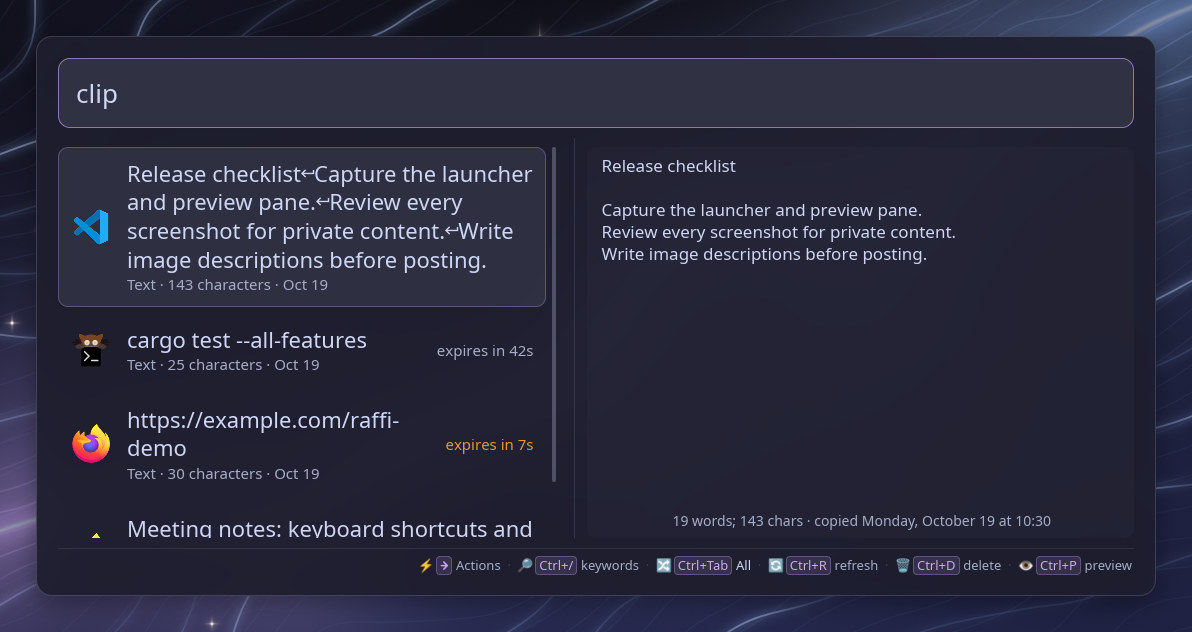 clip
Release checklist↩Capture the launcher
and preview pane.↩Review every
screenshot for private content.↩Write
image descriptions before posting.
Text · 143 characters · Oct 19
cargo test --all-features
Text · 25 characters · Oct 19
expires in 42s
https://example.com/raffi-
demo
Text · 30 characters · Oct 19
expires in 7s
Meeting notes: keyboard shortcuts and
Release checklist
Capture the launcher and preview pane.
Review every screenshot for private content.
Write image descriptions before posting.
19 words; 143 chars · copied Monday, October 19 at 10:30
⚡ → Actions · 🔎 Ctrl+/ keywords · 🔀 Ctrl+Tab All · 🔄 Ctrl+R refresh · 🗑️ Ctrl+D delete · 👁️ Ctrl+P preview